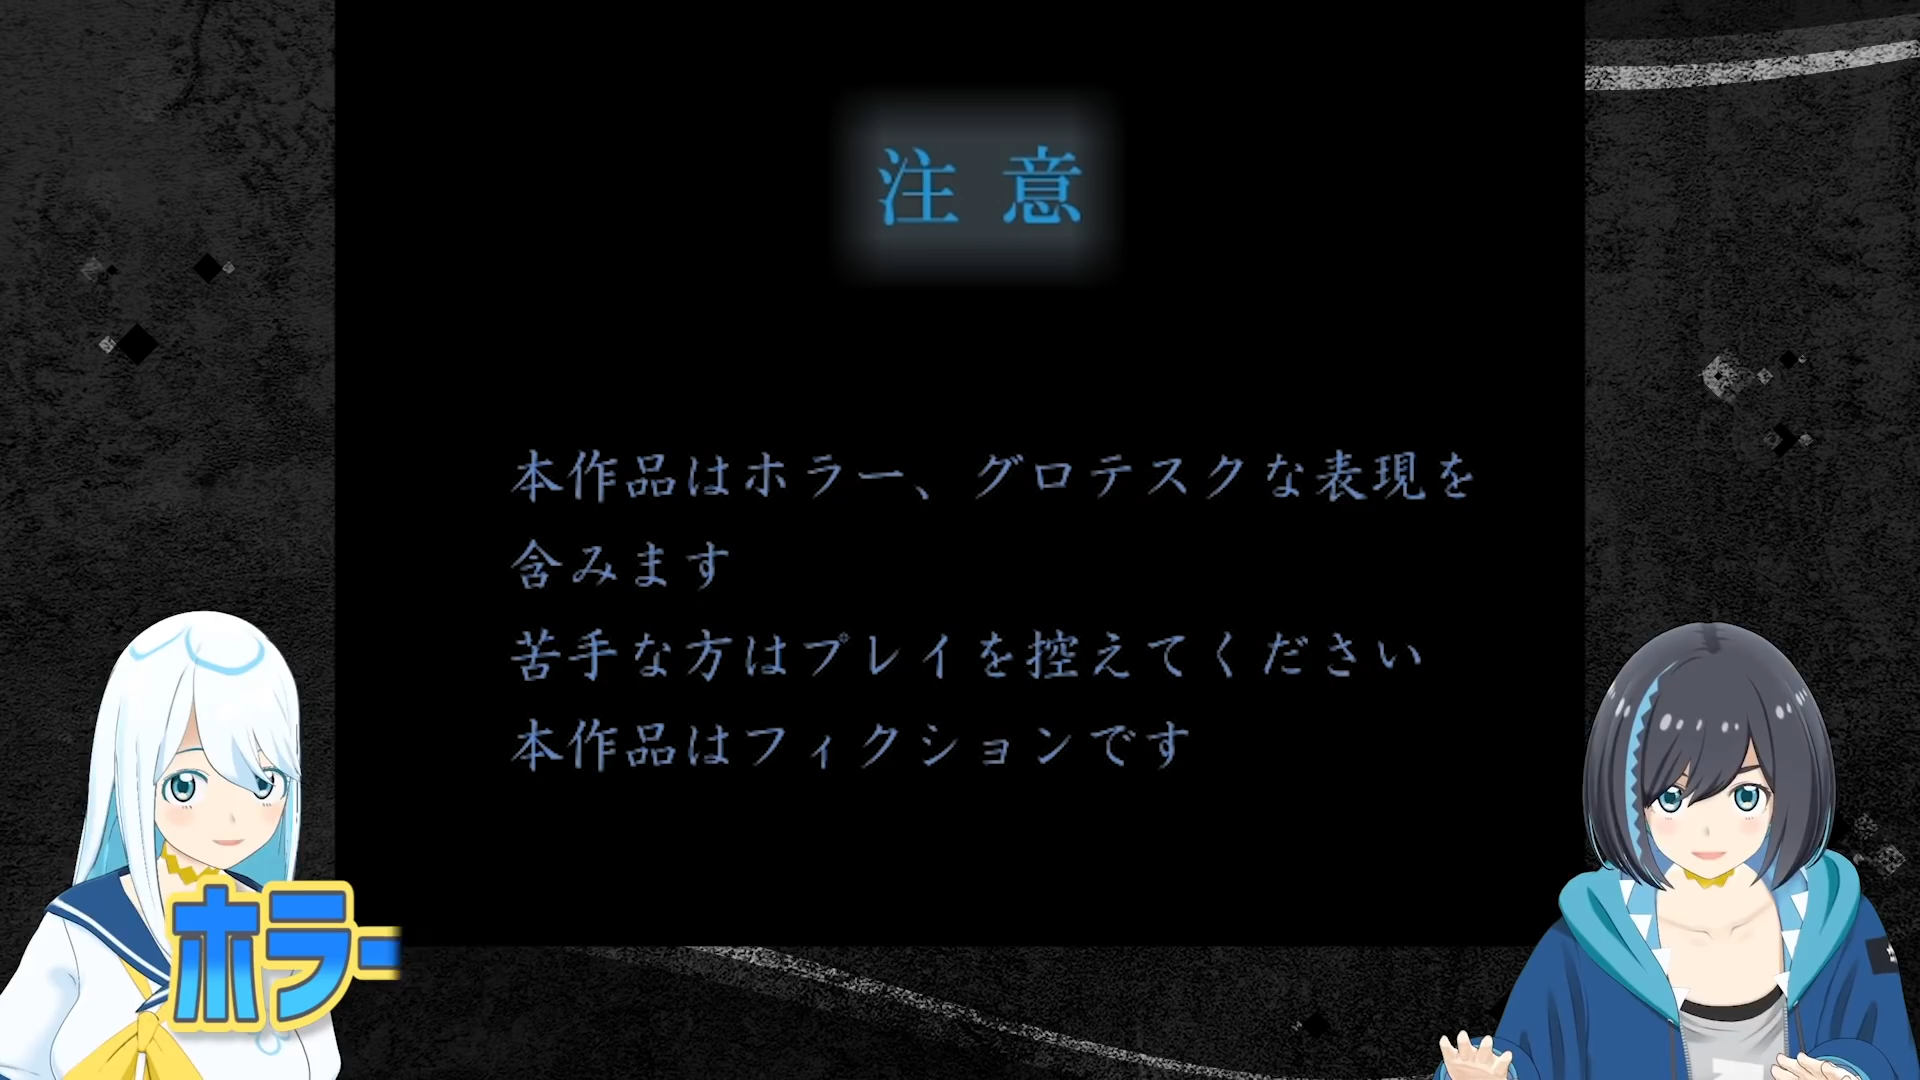 注意
本作品はホラー、グロテスクな表現を
含みます
苦手な方はプレイを控えてください
本作品はフィクションです
ホラー